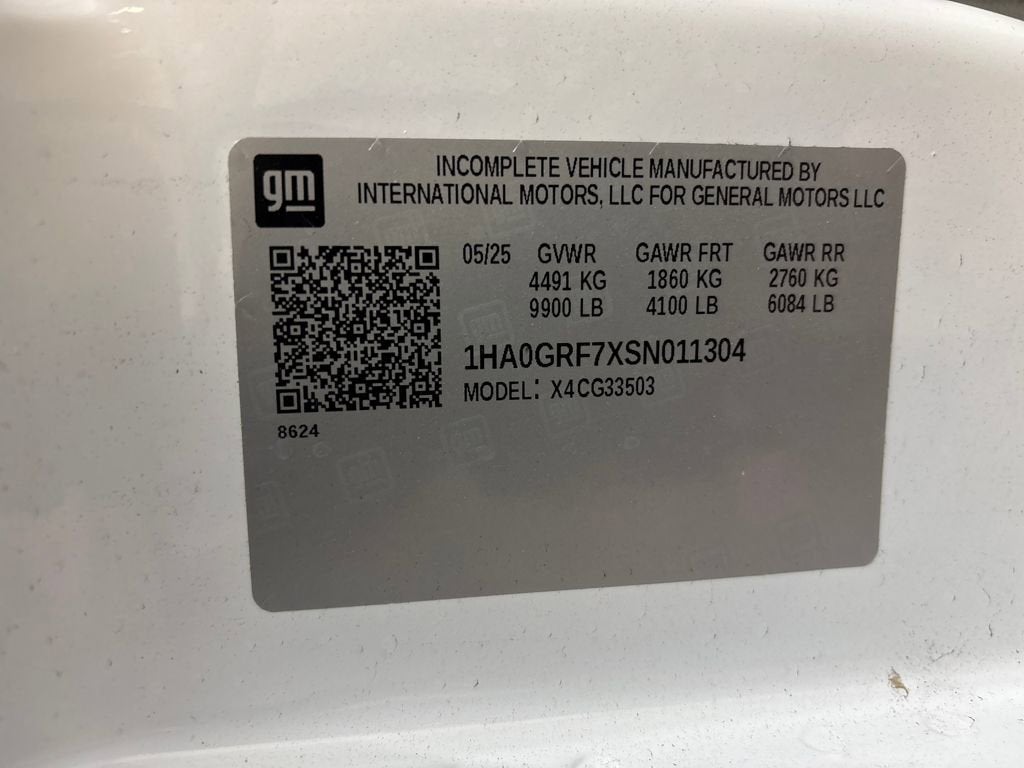 gm
INCOMPLETE VEHICLE MANUFACTURED BY
INTERNATIONAL MOTORS, LLC FOR GENERAL MOTORS LLC
05/25 GVWR GAWR FRT GAWR RR
4491 KG 1860 KG 2760 KG
9900 LB 4100 LB 6084 LB
1HA0GRF7XSN011304
MODEL: X4CG33503
8624